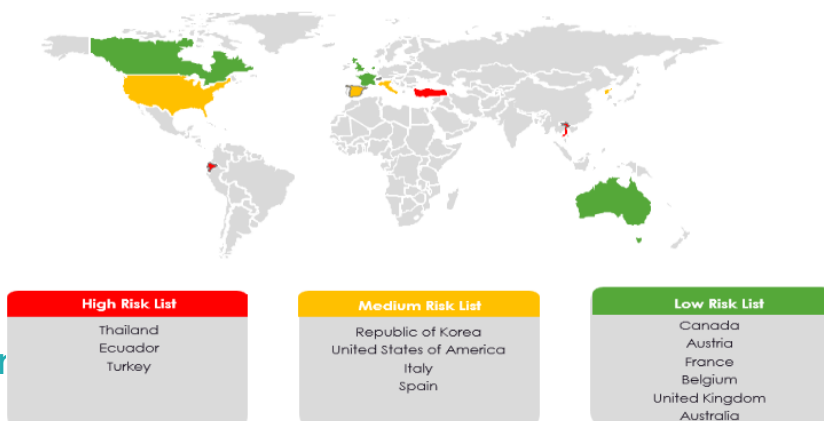 High Risk List
Thailand
Ecuador
Turkey
Medium Risk List
Republic of Korea
United States of America
Italy
Spain
Low Risk List
Canada
Austria
France
Belgium
United Kingdom
Australia